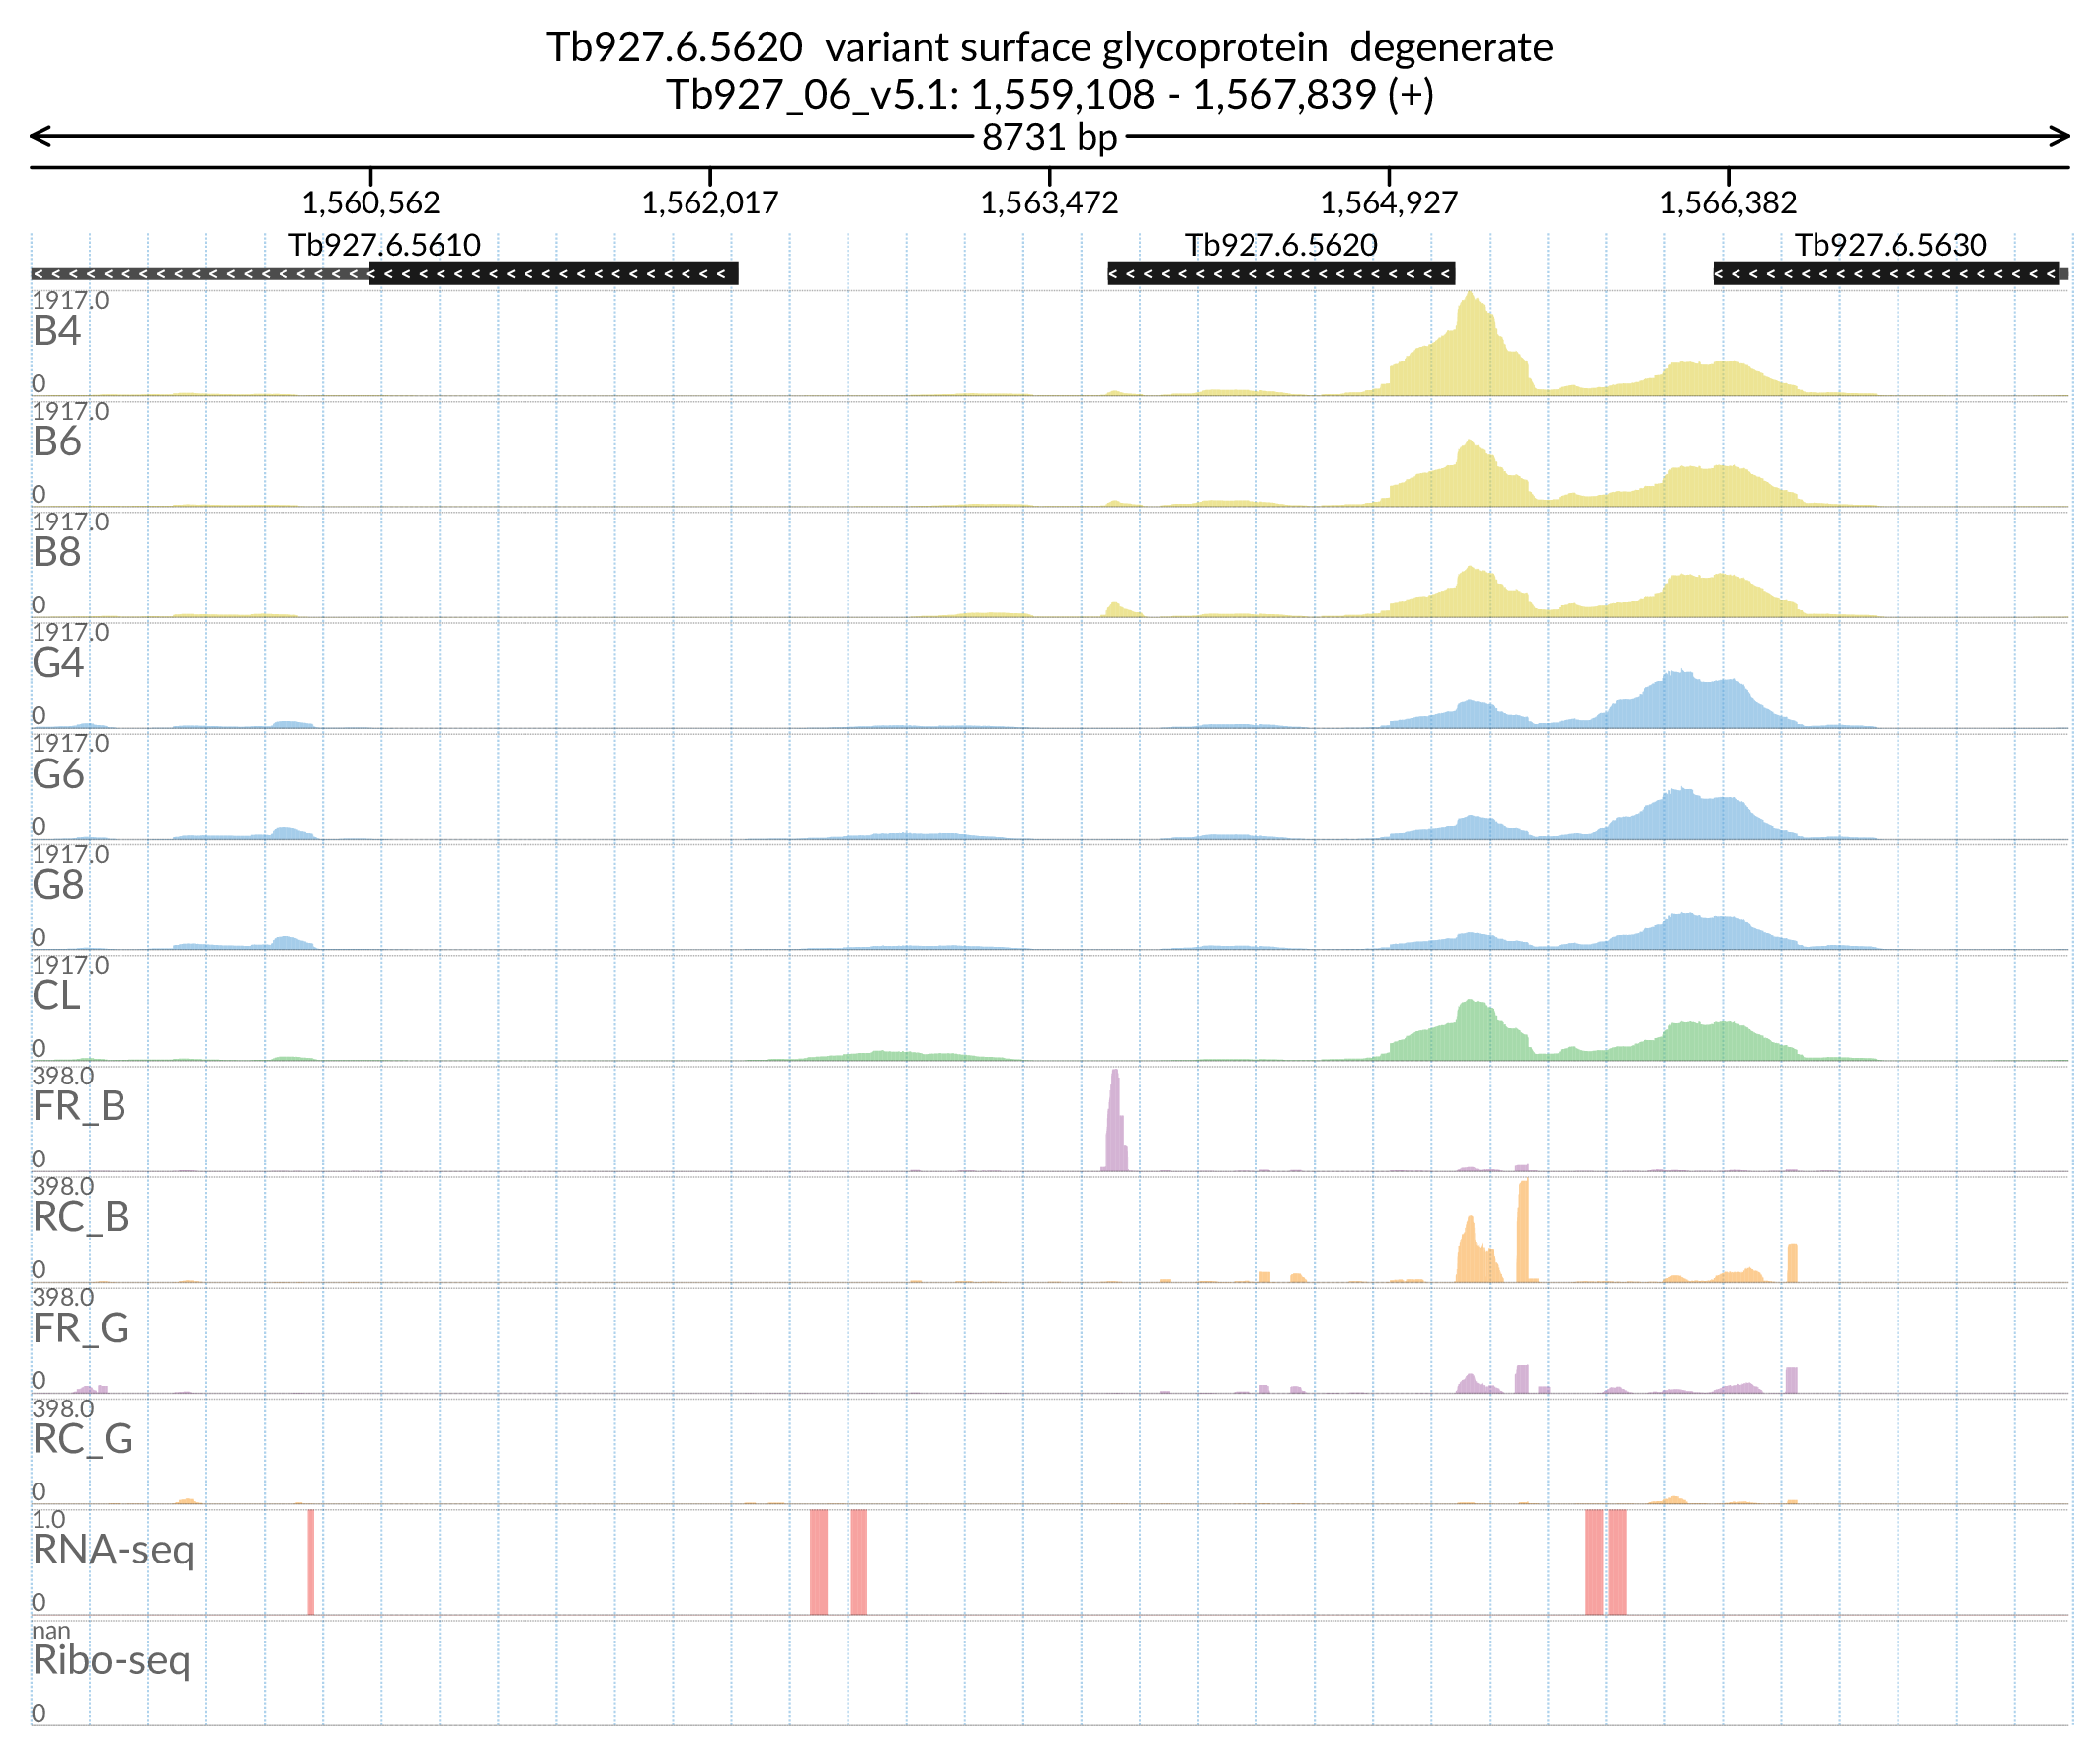 Tb927.6.5620  variant surface glycoprotein  degenerate
Tb927_06_v5.1: 1,559,108 - 1,567,839 (+)
8731 bp
1,560,562 1,562,017 1,563,472 1,564,927 1,566,382
Tb927.6.5610 Tb927.6.5620 Tb927.6.5630
1917.0
B4
0
1917.0
B6
0
1917.0
B8
0
1917.0
G4
0
1917.0
G6
0
1917.0
G8
0
1917.0
CL
0
398.0
FR_B
0
398.0
RC_B
0
398.0
FR_G
0
398.0
RC_G
0
1.0
RNA-seq
0
nan
Ribo-seq
0